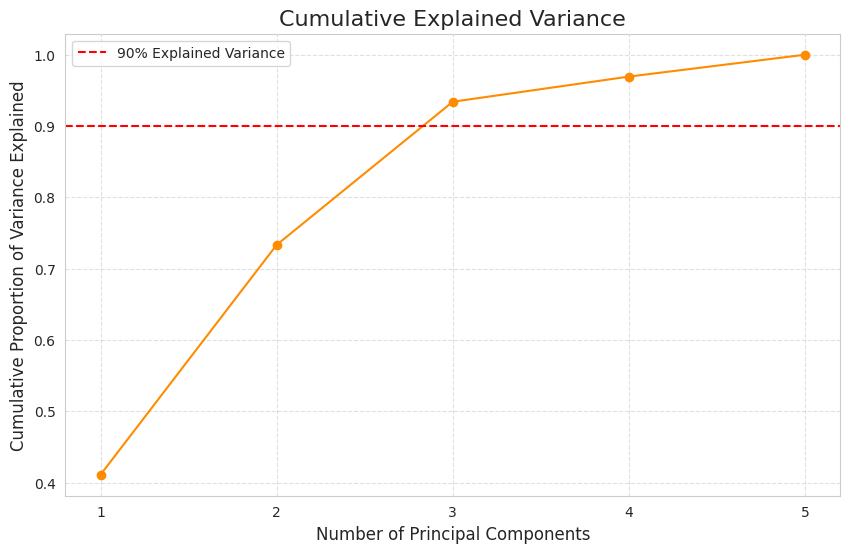 Cumulative Explained Variance
90% Explained Variance
Cumulative Proportion of Variance Explained
1.0
0.9
0.8
0.7
0.6
0.5
0.4
1 2 3 4 5
Number of Principal Components